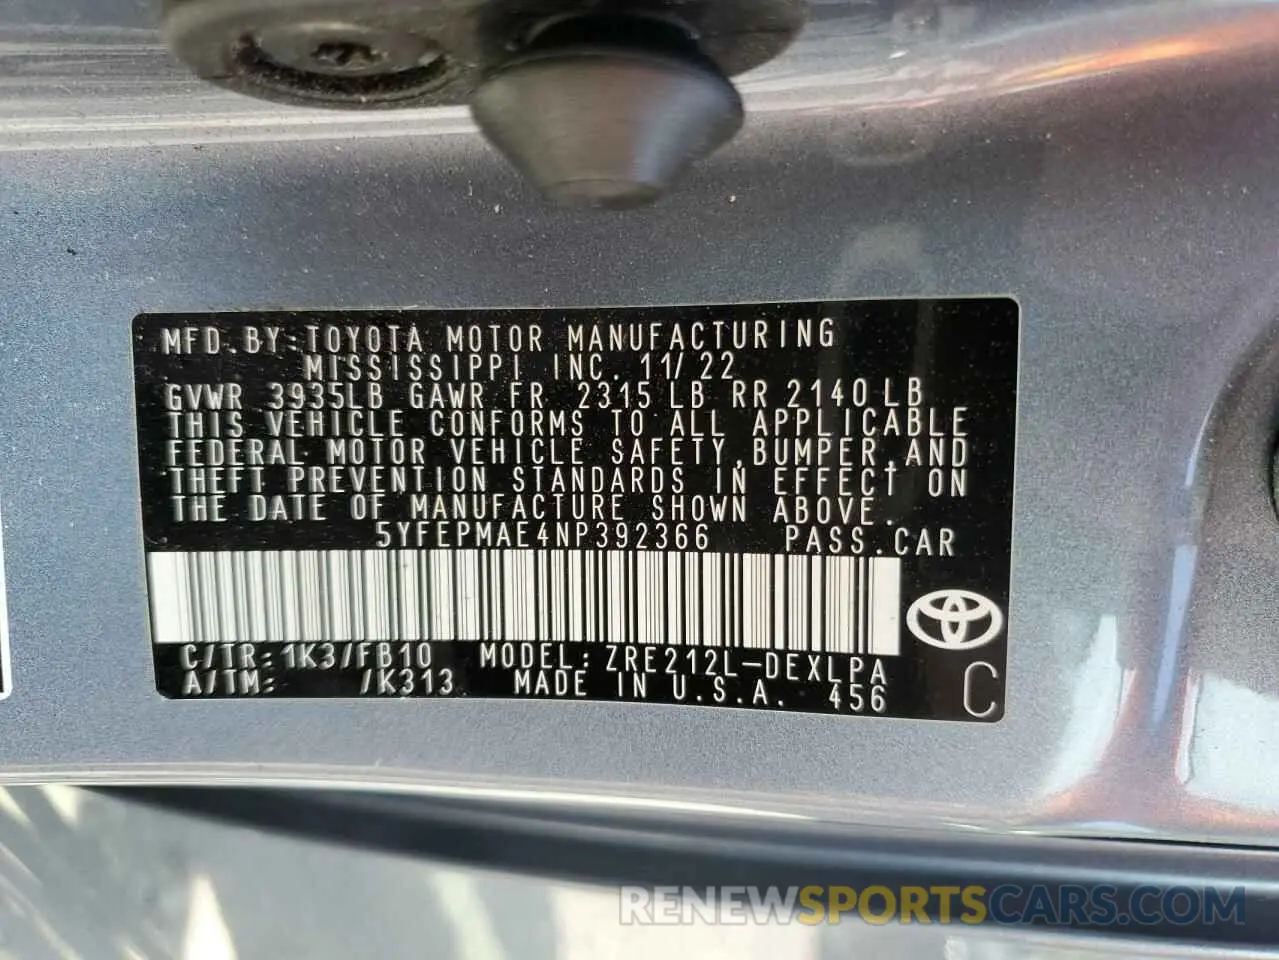 MFD.BY:TOYOTA MOTOR MANUFACTURING
MISSISSIPPI INC. 11/22
GVWR 3935LB GAWR FR 2315LB RR 2140LB
THIS VEHICLE CONFORMS TO ALL APPLICABLE
FEDERAL MOTOR VEHICLE SAFETY,BUMPER,AND
THEFT PREVENTION STANDARDS IN EFFECT ON
THE DATE OF MANUFACTURE SHOWN ABOVE.
5YFEPMAE4NP392366 PASS.CAR
C/TR:1K3/FB10 MODEL:ZRE212L-DEXLPA
A/TM: /K313 MADE IN U.S.A. 456
C
RENEWSPORTSCARS.COM